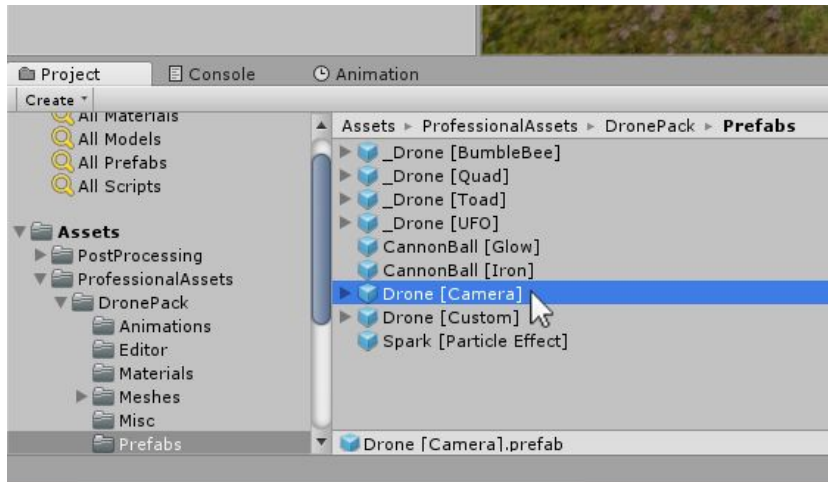 Project Console Animation
Create
All Materials
All Models
All Prefabs
All Scripts
Assets
PostProcessing
ProfessionalAssets
DronePack
Animations
Editor
Materials
Meshes
Misc
Prefabs
Assets ▸ ProfessionalAssets ▸ DronePack ▸ Prefabs
_Drone [BumbleBee]
_Drone [Quad]
_Drone [Toad]
_Drone [UFO]
CannonBall [Glow]
CannonBall [Iron]
Drone [Camera]
Drone [Custom]
Spark [Particle Effect]
Drone [Camera].prefab